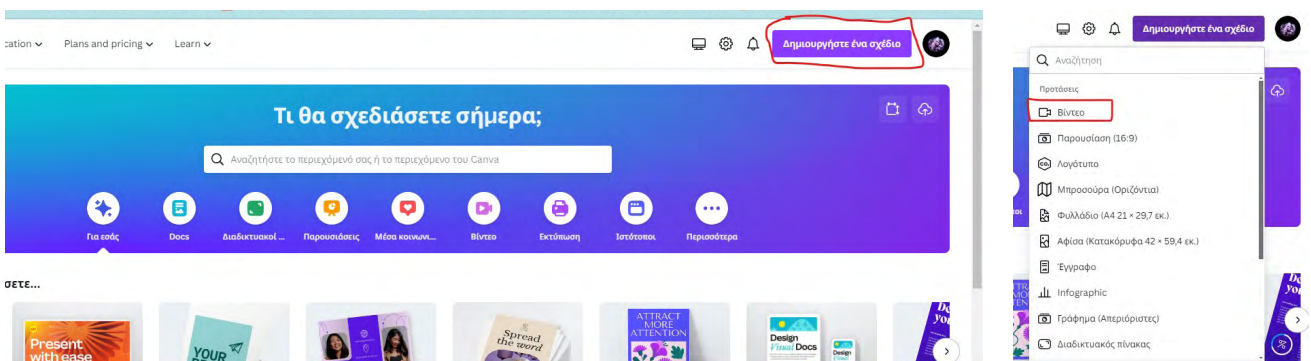 cation Plans and pricing Learn
Δημιουργήστε ένα σχέδιο
Τι θα σχεδιάσετε σήμερα;
Αναζητήστε το περιεχόμενό σας ή το περιεχόμενο του Canva
Για εσάς Docs Διαδικτυακοί ... Παρουσιάσεις Μέσα κοινωνι... Βίντεο Εκτύπωση Ιστότοποι Περισσότερα
σετε...
Present
with ease
YOUR
Spread
the word
ATTRACT
MORE
ATTENTION
Design
Visual Docs
Design
Do
you
Δημιουργήστε ένα σχέδιο
Αναζήτηση
Προτάσεις
Βίντεο
Παρουσίαση (16:9)
Λογότυπο
Μπροσούρα (Οριζόντια)
Φυλλάδιο (A4 21 × 29,7 εκ.)
Αφίσα (Κατακόρυφα 42 × 59,4 εκ.)
Έγγραφο
Infographic
Γράφημα (Απεριόριστες)
Διαδικτυακός πίνακας